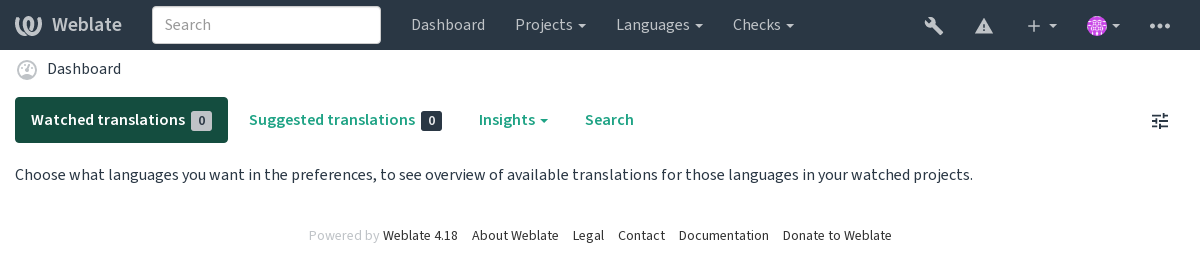 Weblate Search Dashboard Projects Languages Checks
Dashboard
Watched translations 0 Suggested translations 0 Insights Search
Choose what languages you want in the preferences, to see overview of available translations for those languages in your watched projects.
Powered by Weblate 4.18 About Weblate Legal Contact Documentation Donate to Weblate